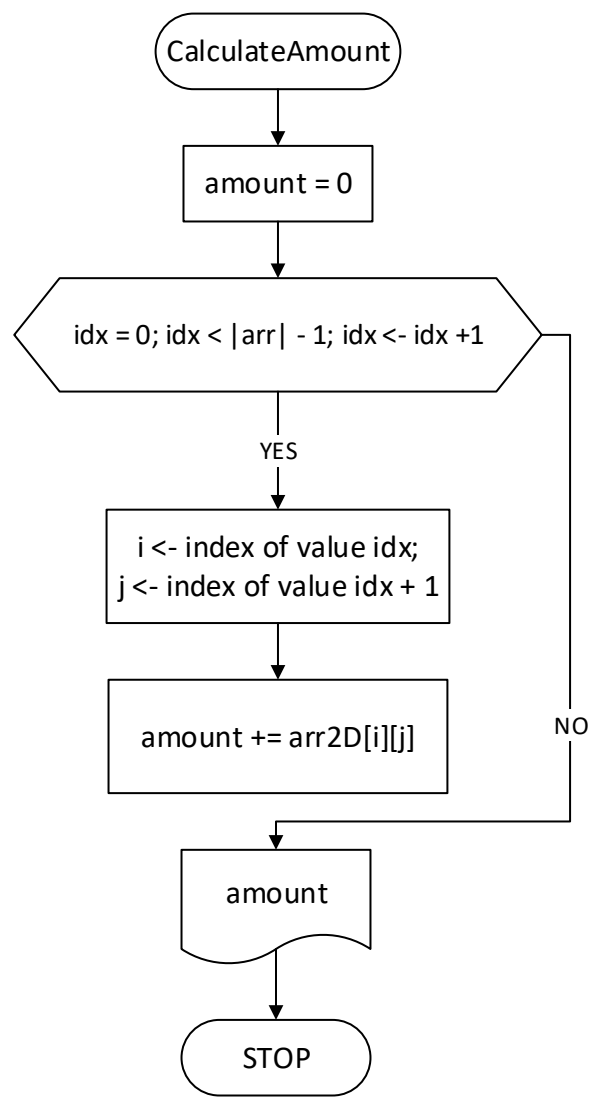 CalculateAmount
amount = 0
idx = 0; idx < |arr| - 1; idx <- idx +1
YES
i <- index of value idx;
j <- index of value idx + 1
amount += arr2D[i][j]
NO
amount
STOP